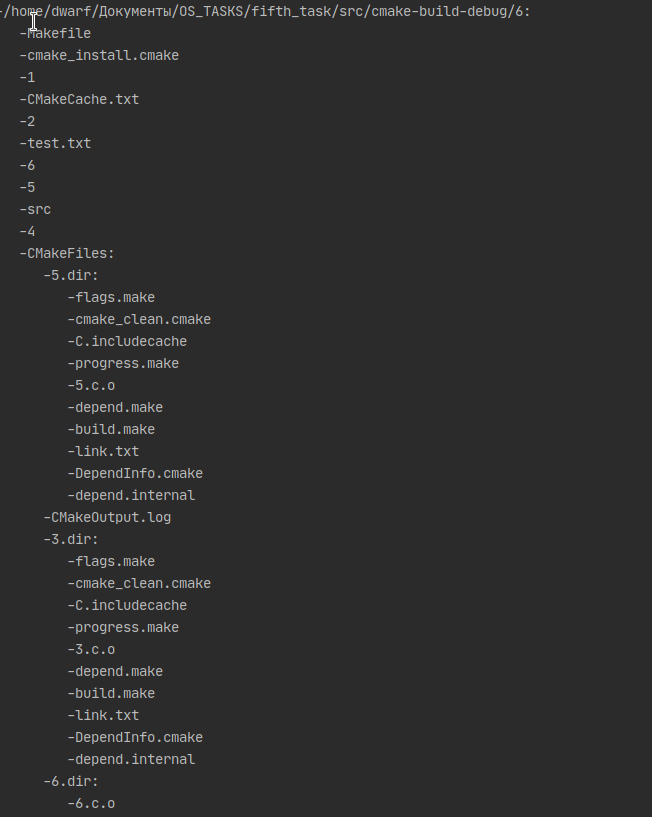 -/home/dwarf/Документы/OS_TASKS/fifth_task/src/cmake-build-debug/6:
-Makefile
-cmake_install.cmake
-1
-CMakeCache.txt
-2
-test.txt
-6
-5
-src
-4
-CMakeFiles:
-5.dir:
-flags.make
-cmake_clean.cmake
-C.includecache
-progress.make
-5.c.o
-depend.make
-build.make
-link.txt
-DependInfo.cmake
-depend.internal
-CMakeOutput.log
-3.dir:
-flags.make
-cmake_clean.cmake
-C.includecache
-progress.make
-3.c.o
-depend.make
-build.make
-link.txt
-DependInfo.cmake
-depend.internal
-6.dir:
-6.c.o